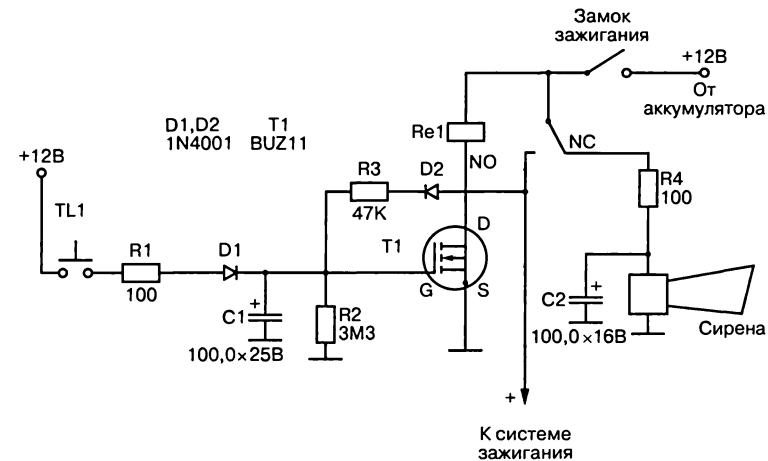 Замок
зажигания
+12В
От
аккумулятора
D1,D2 T1
1N4001 BUZ11
Re1
NC
NO
+12В
R3
D2
R4
100
TL1
47K
D
R1
D1
T1
100
G
S
+
C1
R2
3M3
C2
+
100,0×25В
100,0×16В
Сирена
+
К системе
зажигания